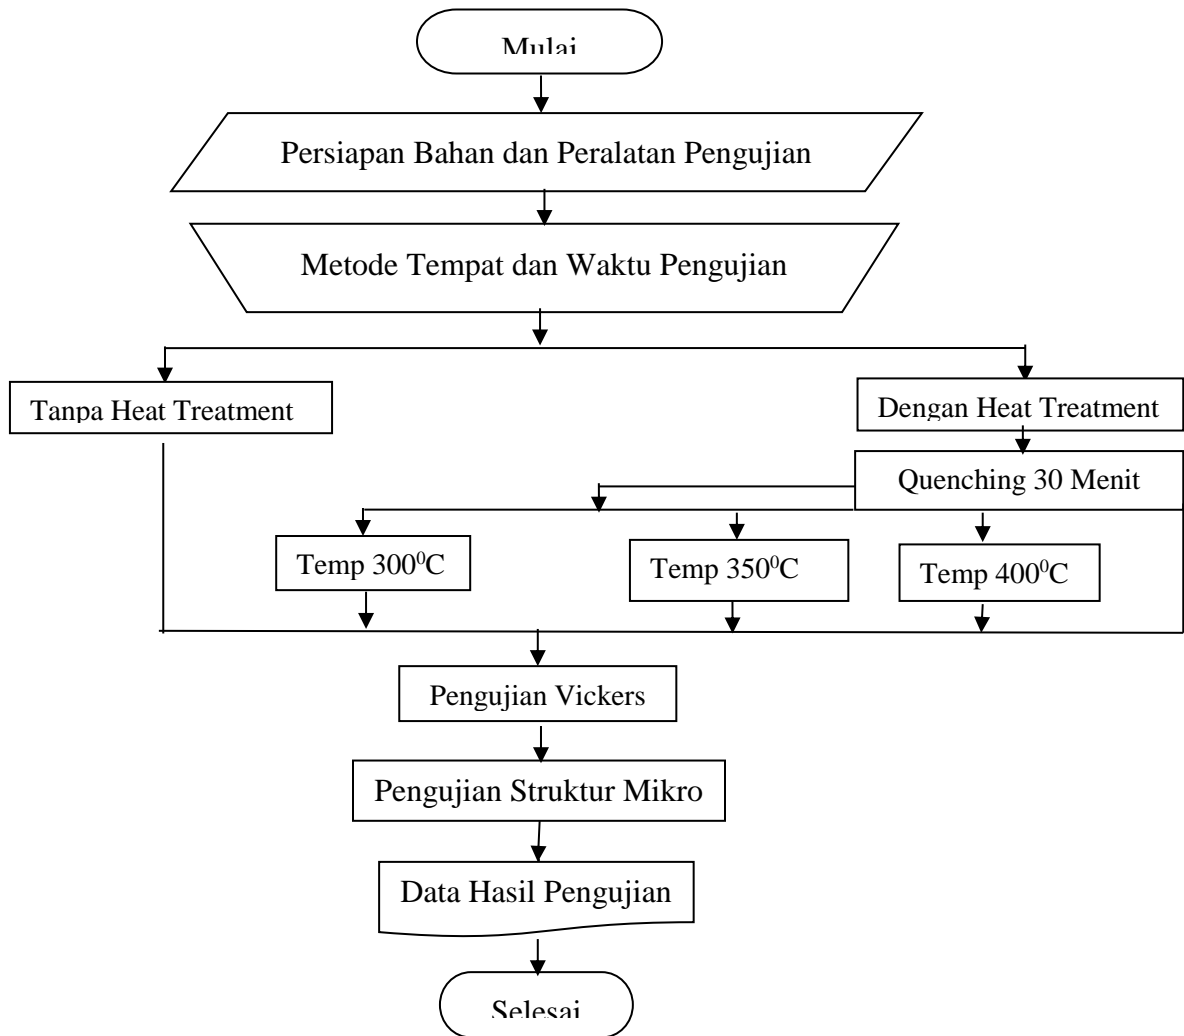 Mulai
Persiapan Bahan dan Peralatan Pengujian
Metode Tempat dan Waktu Pengujian
Tanpa Heat Treatment
Dengan Heat Treatment
Quenching 30 Menit
Temp 300⁰C
Temp 350⁰C
Temp 400⁰C
Pengujian Vickers
Pengujian Struktur Mikro
Data Hasil Pengujian
Selesai